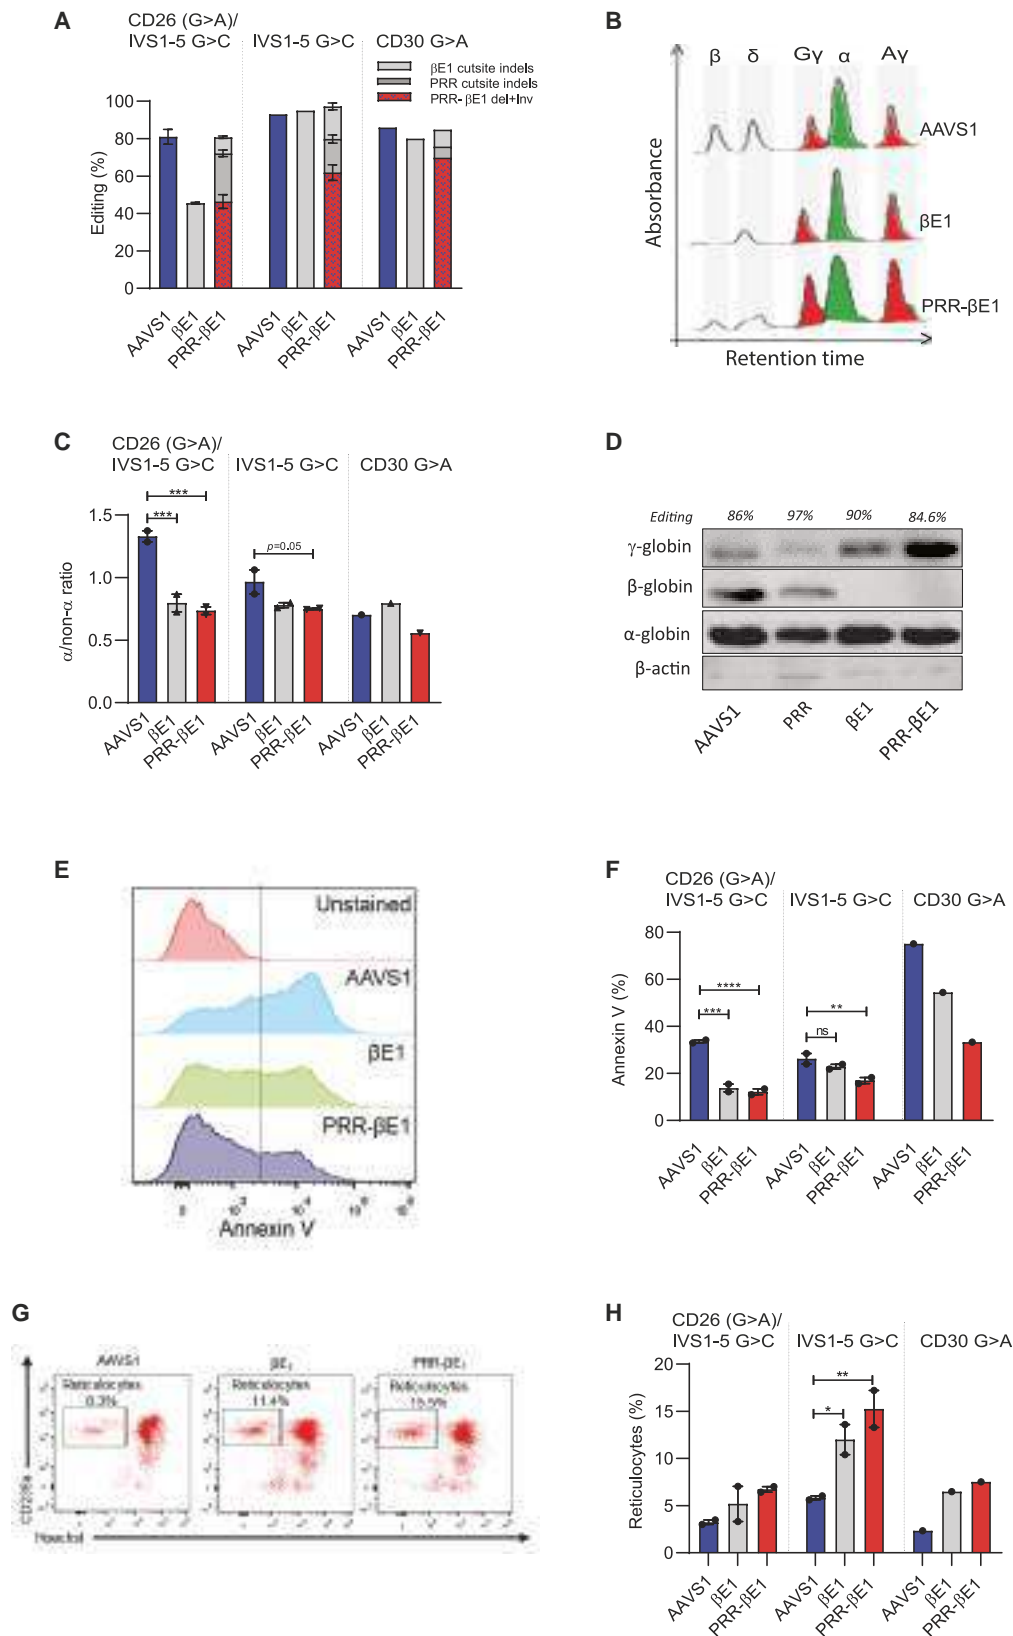 A
CD26 (G>A)/
IVS1-5 G>C
IVS1-5 G>C
CD30 G>A
βE1 cutsite indels
PRR cutsite indels
PRR- βE1 del+Inv
Editing (%)
100
80
60
40
20
0
AAVS1
βE1
PRR-βE1
AAVS1
βE1
PRR-βE1
AAVS1
βE1
PRR-βE1
B
β δ Gγ α Aγ
AAVS1
βE1
PRR-βE1
Absorbance
Retention time
C
CD26 (G>A)/
IVS1-5 G>C
IVS1-5 G>C
CD30 G>A
α/non-α ratio
1.5
1.0
0.5
0.0
***
***
p=0.05
AAVS1
βE1
PRR-βE1
AAVS1
βE1
PRR-βE1
AAVS1
βE1
PRR-βE1
D
Editing 86% 97% 90% 84.6%
γ-globin
β-globin
α-globin
β-actin
AAVS1
PRR
βE1
PRR-βE1
E
Unstained
AAVS1
βE1
PRR-βE1
Annexin V
F
CD26 (G>A)/
IVS1-5 G>C
IVS1-5 G>C
CD30 G>A
Annexin V (%)
80
60
40
20
0
****
***
**
ns
AAVS1
βE1
PRR-βE1
AAVS1
βE1
PRR-βE1
AAVS1
βE1
PRR-βE1
G
AAVS1
Reticulocytes
Reticulocytes
11.4%
PRR-βE1
Reticulocytes
15.5%
H
CD26 (G>A)/
IVS1-5 G>C
IVS1-5 G>C
CD30 G>A
Reticulocytes (%)
20
15
10
5
0
**
*
AAVS1
βE1
PRR-βE1
AAVS1
βE1
PRR-βE1
AAVS1
βE1
PRR-βE1